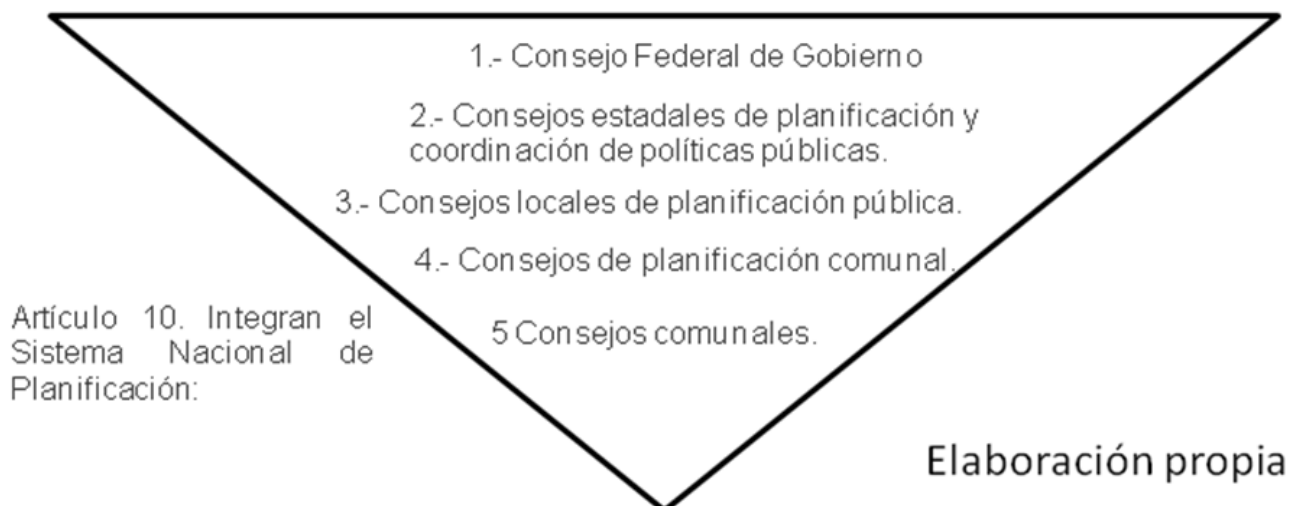 1.- Consejo Federal de Gobierno
2.- Consejos estadales de planificación y
coordinación de políticas públicas.
3.- Consejos locales de planificación pública.
4.- Consejos de planificación comunal.
5 Consejos comunales.
Artículo 10. Integran el
Sistema Nacional de
Planificación:
Elaboración propia